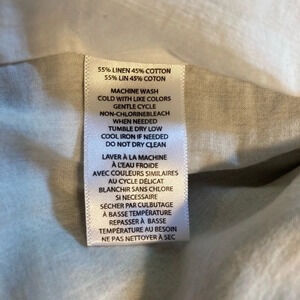 55% LINEN 45% COTTON
55% LIN 45% COTON
MACHINE WASH
COLD WITH LIKE COLORS
GENTLE CYCLE
NON-CHLORINEBLEACH
WHEN NEEDED
TUMBLE DRY LOW
COOL IRON IF NEEDED
DO NOT DRY CLEAN
LAVER À LA MACHINE
À L'EAU FROIDE
AVEC COULEURS SIMILAIRES
AU CYCLE DÉLICAT
BLANCHIR SANS CHLORE
SI NECESSAIRE
SÉCHER PAR CULBUTAGE
À BASSE TEMPÉRATURE
REPASSER À BASSE
TEMPÉRATURE AU BESOIN
NE PAS NETTOYER À SEC